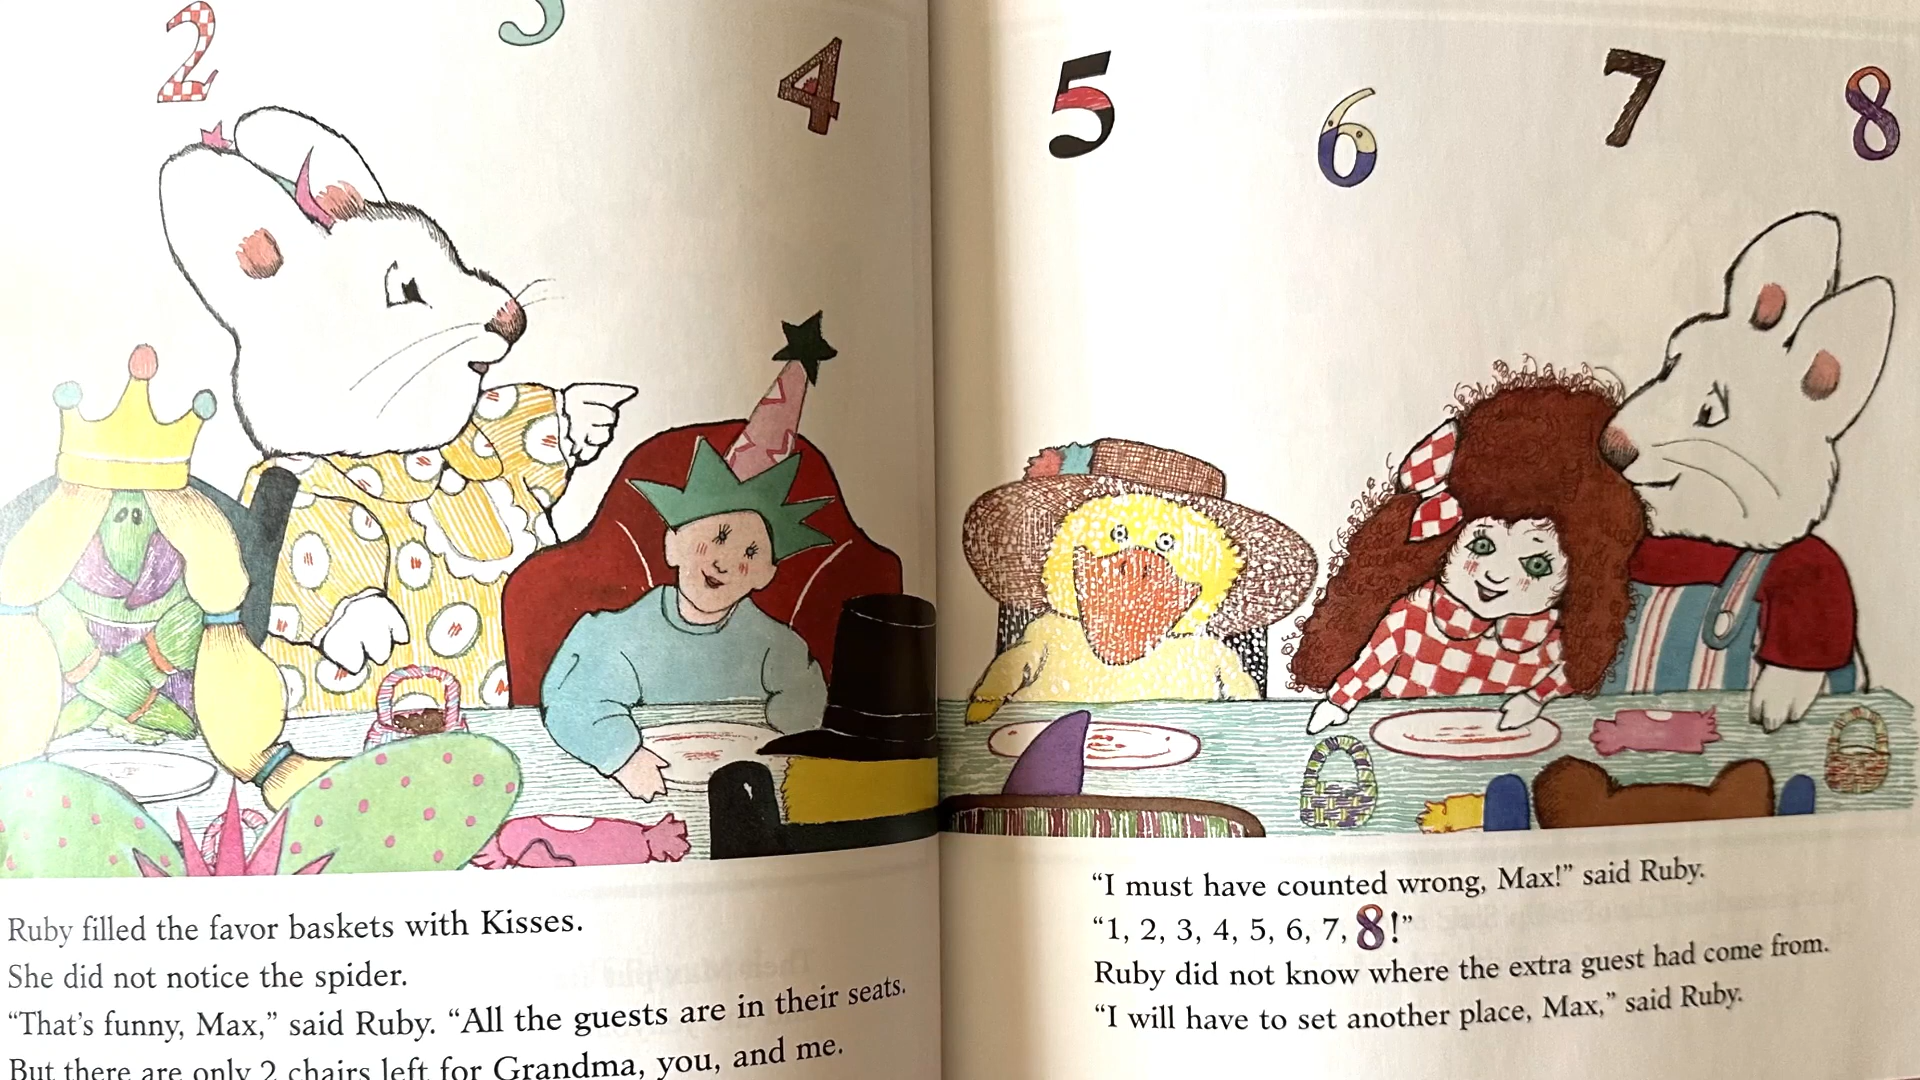 2
3
4
5
6
7
8
Ruby filled the favor baskets with Kisses.
She did not notice the spider.
“That’s funny, Max,” said Ruby. “All the guests are in their seats.
But there are only 2 chairs left for Grandma, you, and me.
“I must have counted wrong, Max!” said Ruby.
“1, 2, 3, 4, 5, 6, 7, 8!”
Ruby did not know where the extra guest had come from.
“I will have to set another place, Max,” said Ruby.